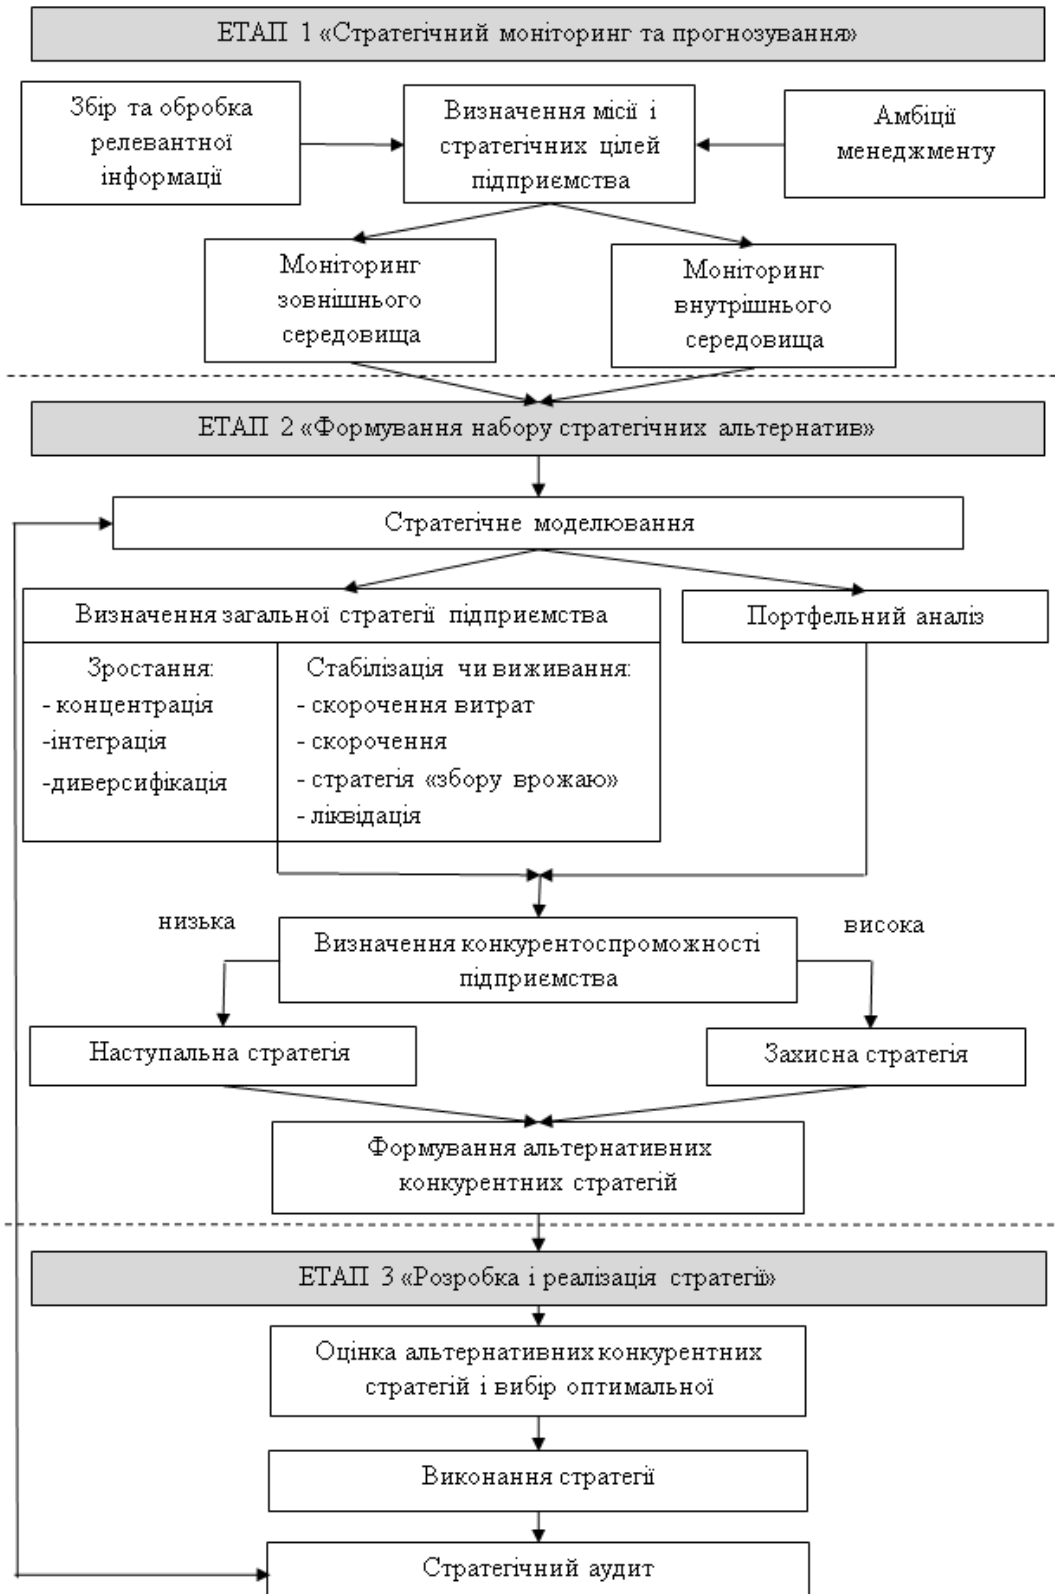 ЕТАП 1 «Стратегічний моніторинг та прогнозування»
Збір та обробка
релевантної
інформації
Визначення місії і
стратегічних цілей
підприємства
Амбіції
менеджменту
Моніторинг
зовнішнього
середовища
Моніторинг
внутрішнього
середовища
ЕТАП 2 «Формування набору стратегічних альтернатив»
Стратегічне моделювання
Визначення загальної стратегії підприємства
Портфельний аналіз
Зростання:
- концентрація
-інтеграція
-диверсифікація
Стабілізація чи виживання:
- скорочення витрат
- скорочення
- стратегія «збору врожаю»
- ліквідація
низька
Визначення конкурентоспроможності
підприємства
висока
Наступальна стратегія
Захисна стратегія
Формування альтернативних
конкурентних стратегій
ЕТАП 3 «Розробка і реалізація стратегії»
Оцінка альтернативних конкурентних
стратегій і вибір оптимальної
Виконання стратегії
Стратегічний аудит